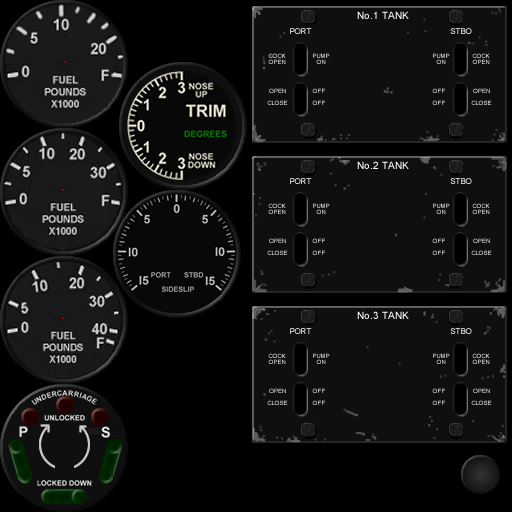 0 5 10 20 F
FUEL
POUNDS
X1000
0 5 10 20 30 F
FUEL
POUNDS
X1000
0 5 10 20 30 40 F
FUEL
POUNDS
X1000
UNDERCARRIAGE
UNLOCKED
P S
LOCKED DOWN
3 NOSE
UP
2
1
TRIM
0
DEGREES
1
2
3 NOSE
DOWN
0
5 5
10 10
15 15
PORT STBD
SIDESLIP
No.1 TANK
PORT STBO
COCK OPEN PUMP ON PUMP ON COCK OPEN
OPEN OFF OFF OPEN
CLOSE OFF OFF CLOSE
No.2 TANK
PORT STBO
COCK OPEN PUMP ON PUMP ON COCK OPEN
OPEN OFF OFF OPEN
CLOSE OFF OFF CLOSE
No.3 TANK
PORT STBO
PUMP ON PUMP ON COCK OPEN
COCK OPEN
OPEN OFF OFF OPEN
CLOSE OFF OFF CLOSE